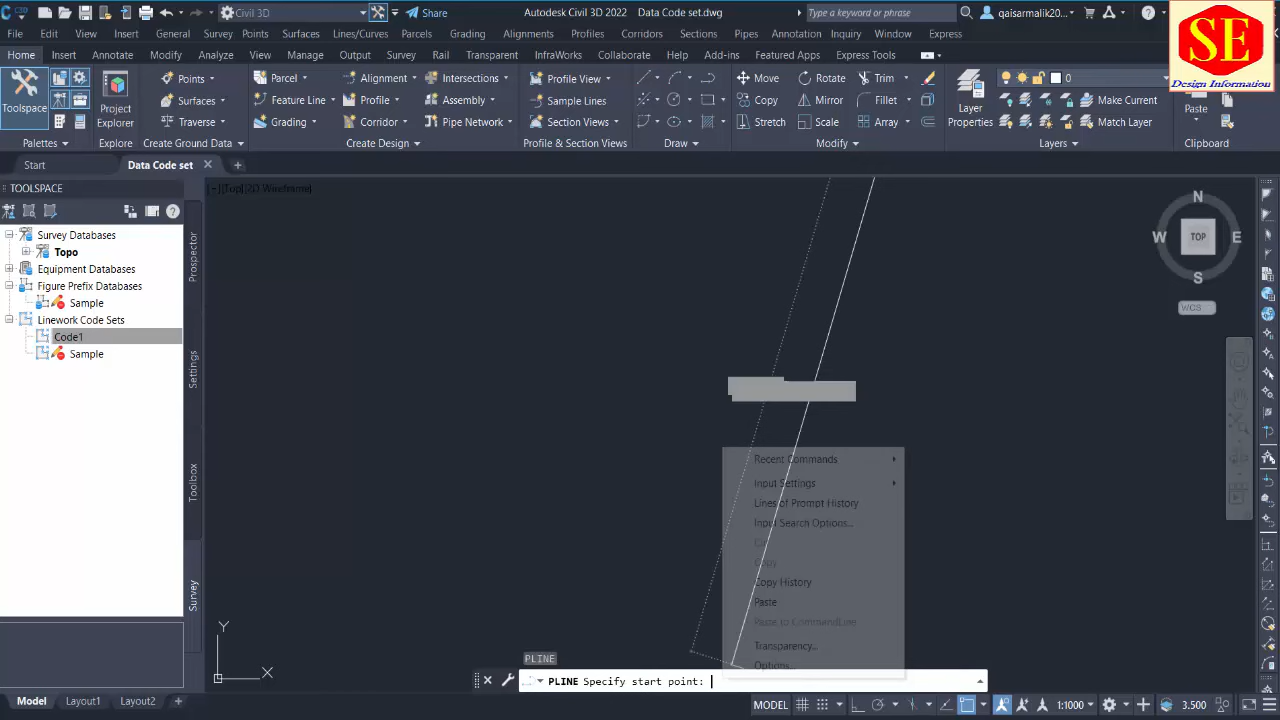 Civil 3D
Share
Autodesk Civil 3D 2022 Data Code set.dwg
Type a keyword or phrase
qaisarmalik20...
SE
Design Information
File Edit View Insert General Survey Points Surfaces Lines/Curves Parcels Grading Alignments Profiles Corridors Sections Pipes Annotation Inquiry Window Express
Home Insert Annotate Modify Analyze View Manage Output Survey Rail Transparent InfraWorks Collaborate Help Add-ins Featured Apps Express Tools
Toolspace
Project Explorer
Points
Surfaces
Traverse
Parcel
Feature Line
Grading
Alignment
Profile
Corridor
Intersections
Assembly
Pipe Network
Profile View
Sample Lines
Section Views
Move Rotate Trim
Copy Mirror Fillet
Stretch Scale Array
Layer Properties
0
Make Current
Match Layer
Paste
Palettes Explore Create Ground Data Create Design Profile & Section Views Draw Modify Layers Clipboard
Start Data Code set
TOOLSPACE
Survey Databases
Topo
Equipment Databases
Figure Prefix Databases
Sample
Linework Code Sets
Code1
Sample
Prospector
Settings
Toolbox
Survey
[−][Top][2D Wireframe]
N
W TOP E
S
WCS
Recent Commands
Input Settings
Lines of Prompt History
Input Search Options...
Copy
Copy History
Paste
Paste to CommandLine
Transparency...
Options...
Y
X
PLINE
PLINE Specify start point:
Model Layout1 Layout2
MODEL 1:1000 3.500